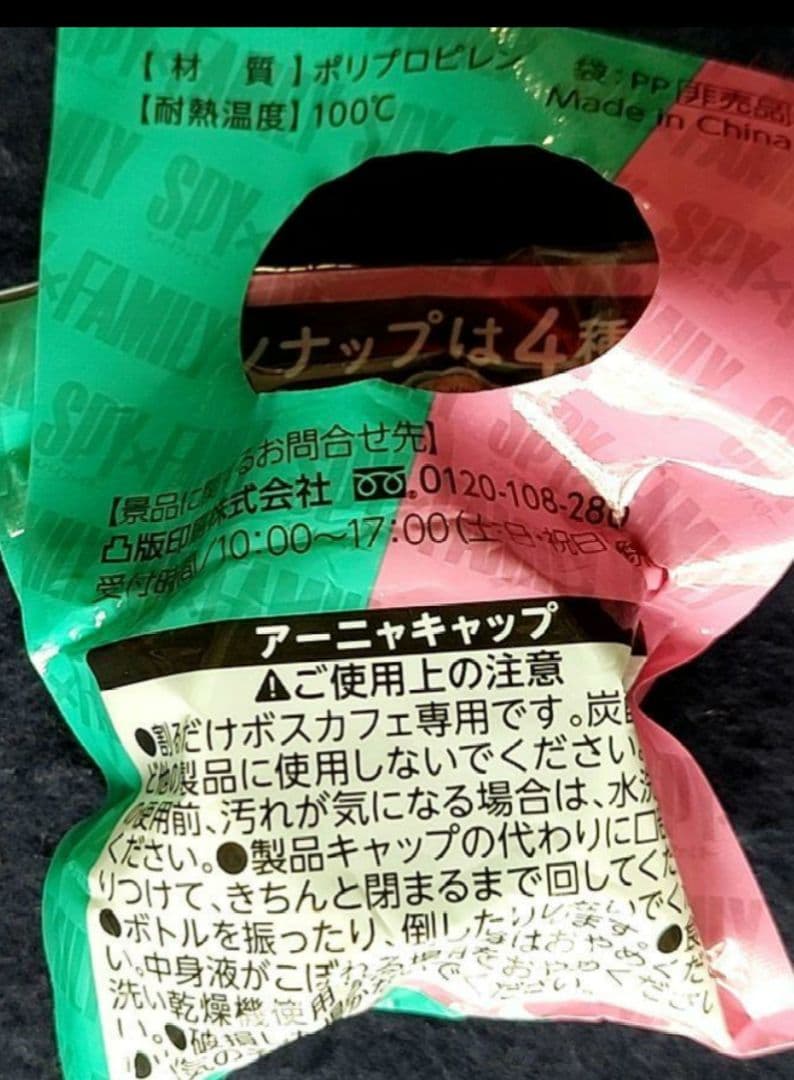 【材 質】ポリプロピレン 袋:PP 非売品
【耐熱温度】100℃ Made in China
SPY×FAMILY
ンナップは4種
【景品に関するお問合せ先】
凸版印刷株式会社 0120-108-28
受付時間/10:00〜17:00(土・日・祝日
アーニャキャップ
ご使用上の注意
●割るだけボスカフェ専用です。炭
ど他の製品に使用しないでください。
使用前、汚れが気になる場合は、水洗
ください。●製品キャップの代わりに口
りつけて、きちんと閉まるまで回してくだ
●ボトルを振ったり、倒したりしないでく
い。中身液がこぼれる場合
洗い乾燥機使用 おやめください
い。●破損し